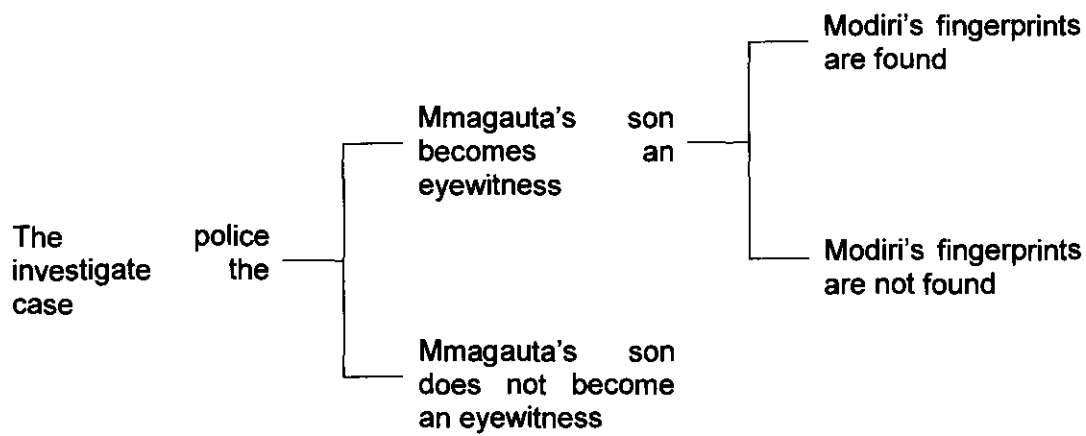 The police
investigate the
case
Mmagauta's son
becomes an
eyewitness
Mmagauta's son
does not become
an eyewitness
Modiri's fingerprints
are found
Modiri's fingerprints
are not found